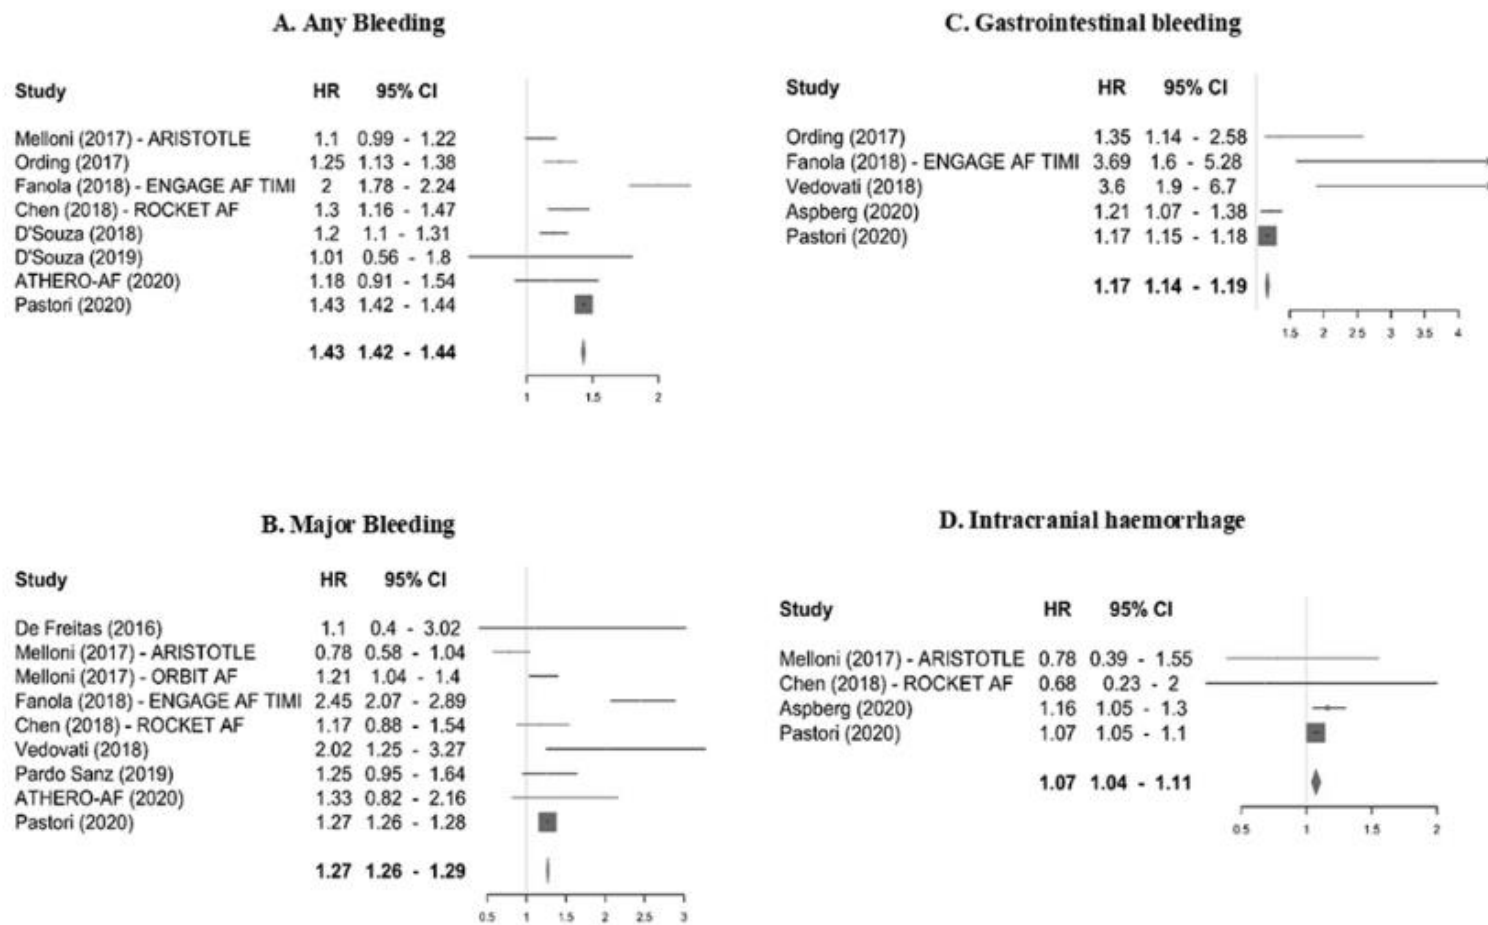 A. Any Bleeding
Study HR 95% CI
Melloni (2017) - ARISTOTLE 1.1 0.99 - 1.22
Ording (2017) 1.25 1.13 - 1.38
Fanola (2018) - ENGAGE AF TIMI 2 1.78 - 2.24
Chen (2018) - ROCKET AF 1.3 1.16 - 1.47
D'Souza (2018) 1.2 1.1 - 1.31
D'Souza (2019) 1.01 0.56 - 1.8
ATHERO-AF (2020) 1.18 0.91 - 1.54
Pastori (2020) 1.43 1.42 - 1.44
1.43 1.42 - 1.44
1 1.5 2
B. Major Bleeding
Study HR 95% CI
De Freitas (2016) 1.1 0.4 - 3.02
Melloni (2017) - ARISTOTLE 0.78 0.58 - 1.04
Melloni (2017) - ORBIT AF 1.21 1.04 - 1.4
Fanola (2018) - ENGAGE AF TIMI 2.45 2.07 - 2.89
Chen (2018) - ROCKET AF 1.17 0.88 - 1.54
Vedovati (2018) 2.02 1.25 - 3.27
Pardo Sanz (2019) 1.25 0.95 - 1.64
ATHERO-AF (2020) 1.33 0.82 - 2.16
Pastori (2020) 1.27 1.26 - 1.28
1.27 1.26 - 1.29
0.5 1 1.5 2 2.5 3
C. Gastrointestinal bleeding
Study HR 95% CI
Ording (2017) 1.35 1.14 - 2.58
Fanola (2018) - ENGAGE AF TIMI 3.69 1.6 - 5.28
Vedovati (2018) 3.6 1.9 - 6.7
Aspberg (2020) 1.21 1.07 - 1.38
Pastori (2020) 1.17 1.15 - 1.18
1.17 1.14 - 1.19
1.5 2 2.5 3 3.5 4
D. Intracranial haemorrhage
Study HR 95% CI
Melloni (2017) - ARISTOTLE 0.78 0.39 - 1.55
Chen (2018) - ROCKET AF 0.68 0.23 - 2
Aspberg (2020) 1.16 1.05 - 1.3
Pastori (2020) 1.07 1.05 - 1.1
1.07 1.04 - 1.11
0.5 1 1.5 2